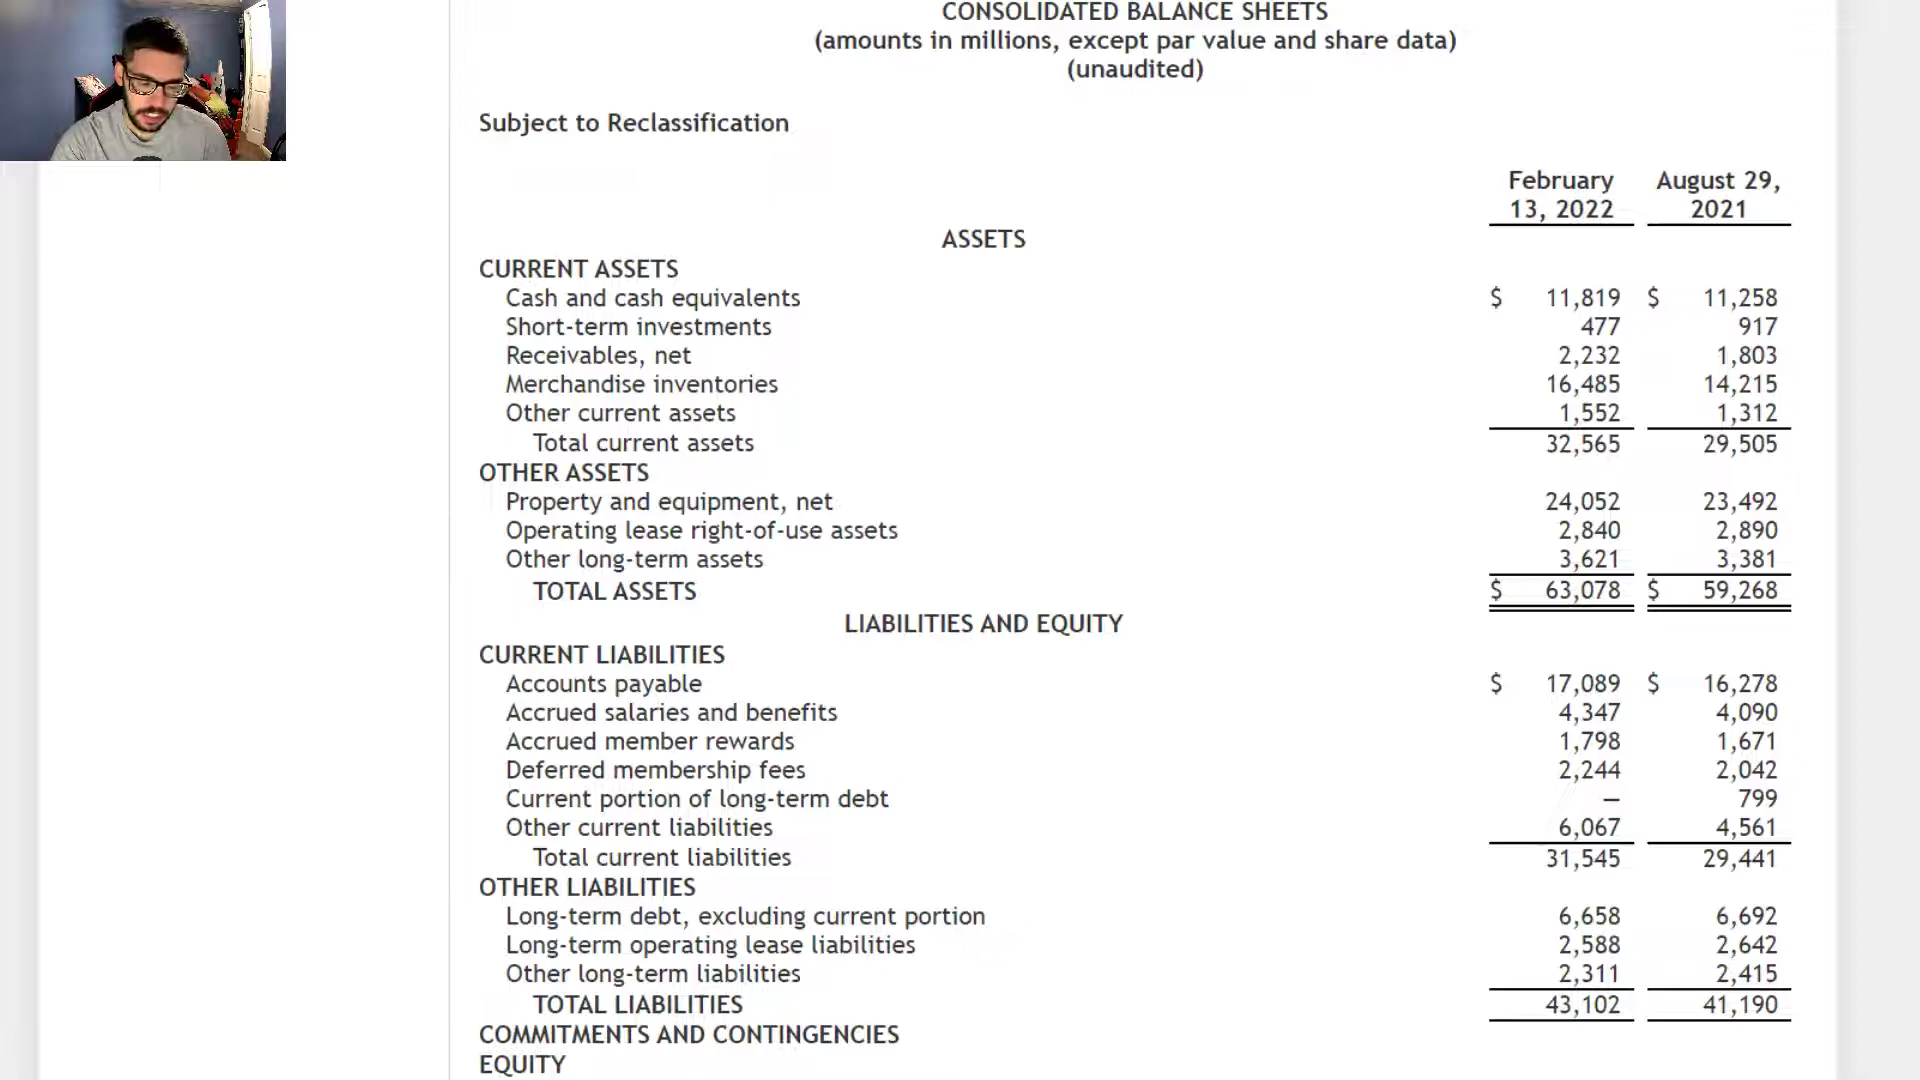 CONSOLIDATED BALANCE SHEETS
(amounts in millions, except par value and share data)
(unaudited)
Subject to Reclassification
February 13, 2022 August 29, 2021
ASSETS
CURRENT ASSETS
Cash and cash equivalents $ 11,819 $ 11,258
Short-term investments 477 917
Receivables, net 2,232 1,803
Merchandise inventories 16,485 14,215
Other current assets 1,552 1,312
Total current assets 32,565 29,505
OTHER ASSETS
Property and equipment, net 24,052 23,492
Operating lease right-of-use assets 2,840 2,890
Other long-term assets 3,621 3,381
TOTAL ASSETS $ 63,078 $ 59,268
LIABILITIES AND EQUITY
CURRENT LIABILITIES
Accounts payable $ 17,089 $ 16,278
Accrued salaries and benefits 4,347 4,090
Accrued member rewards 1,798 1,671
Deferred membership fees 2,244 2,042
Current portion of long-term debt — 799
Other current liabilities 6,067 4,561
Total current liabilities 31,545 29,441
OTHER LIABILITIES
Long-term debt, excluding current portion 6,658 6,692
Long-term operating lease liabilities 2,588 2,642
Other long-term liabilities 2,311 2,415
TOTAL LIABILITIES 43,102 41,190
COMMITMENTS AND CONTINGENCIES
EQUITY